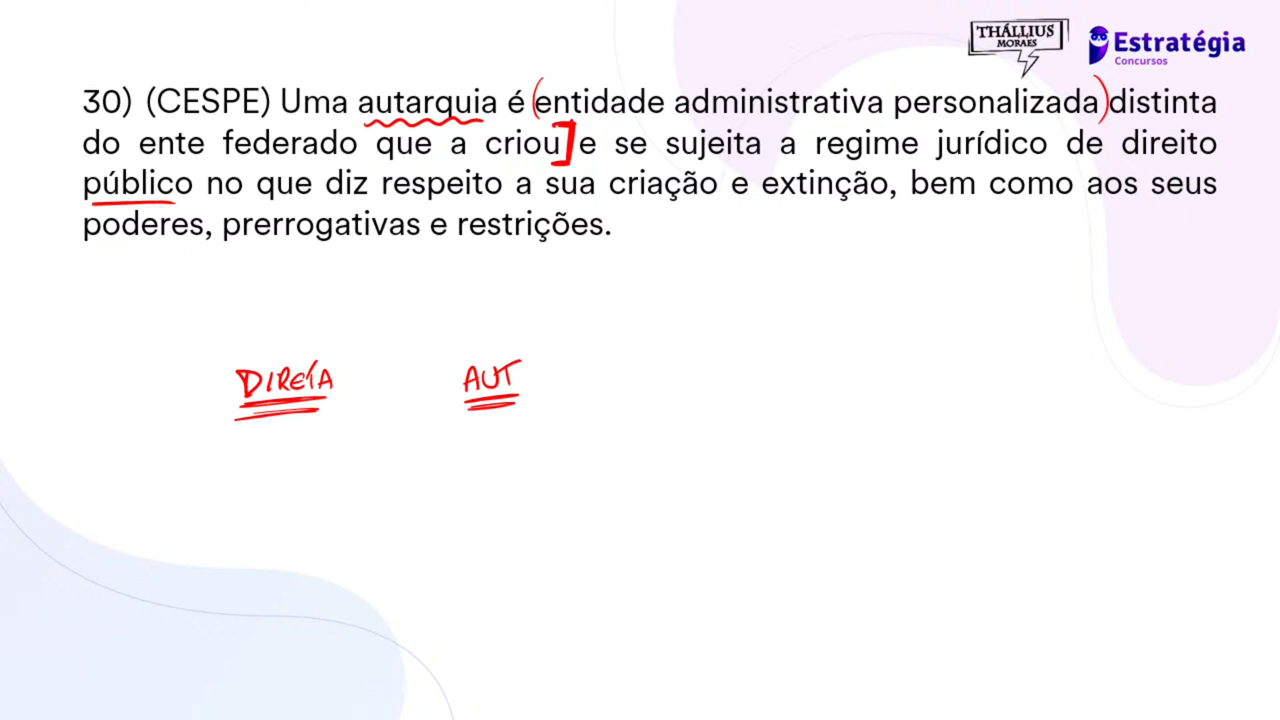 THÁLLIUS
MORAES
Estratégia
Concursos
30) (CESPE) Uma autarquia é entidade administrativa personalizada distinta
do ente federado que a criou e se sujeita a regime jurídico de direito
público no que diz respeito a sua criação e extinção, bem como aos seus
poderes, prerrogativas e restrições.
DIRETA AUT